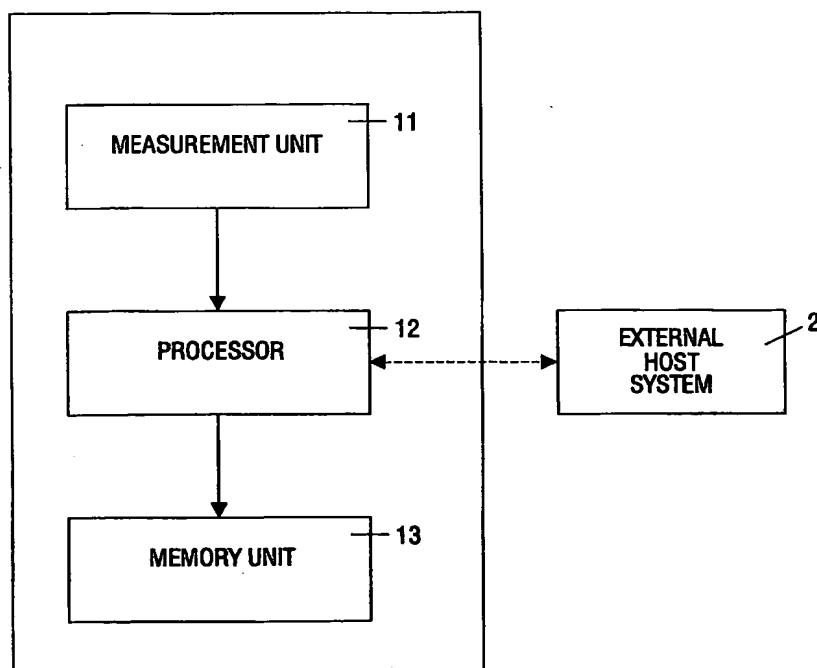 11
MEASUREMENT UNIT
12
PROCESSOR
2
EXTERNAL
HOST
SYSTEM
13
MEMORY UNIT